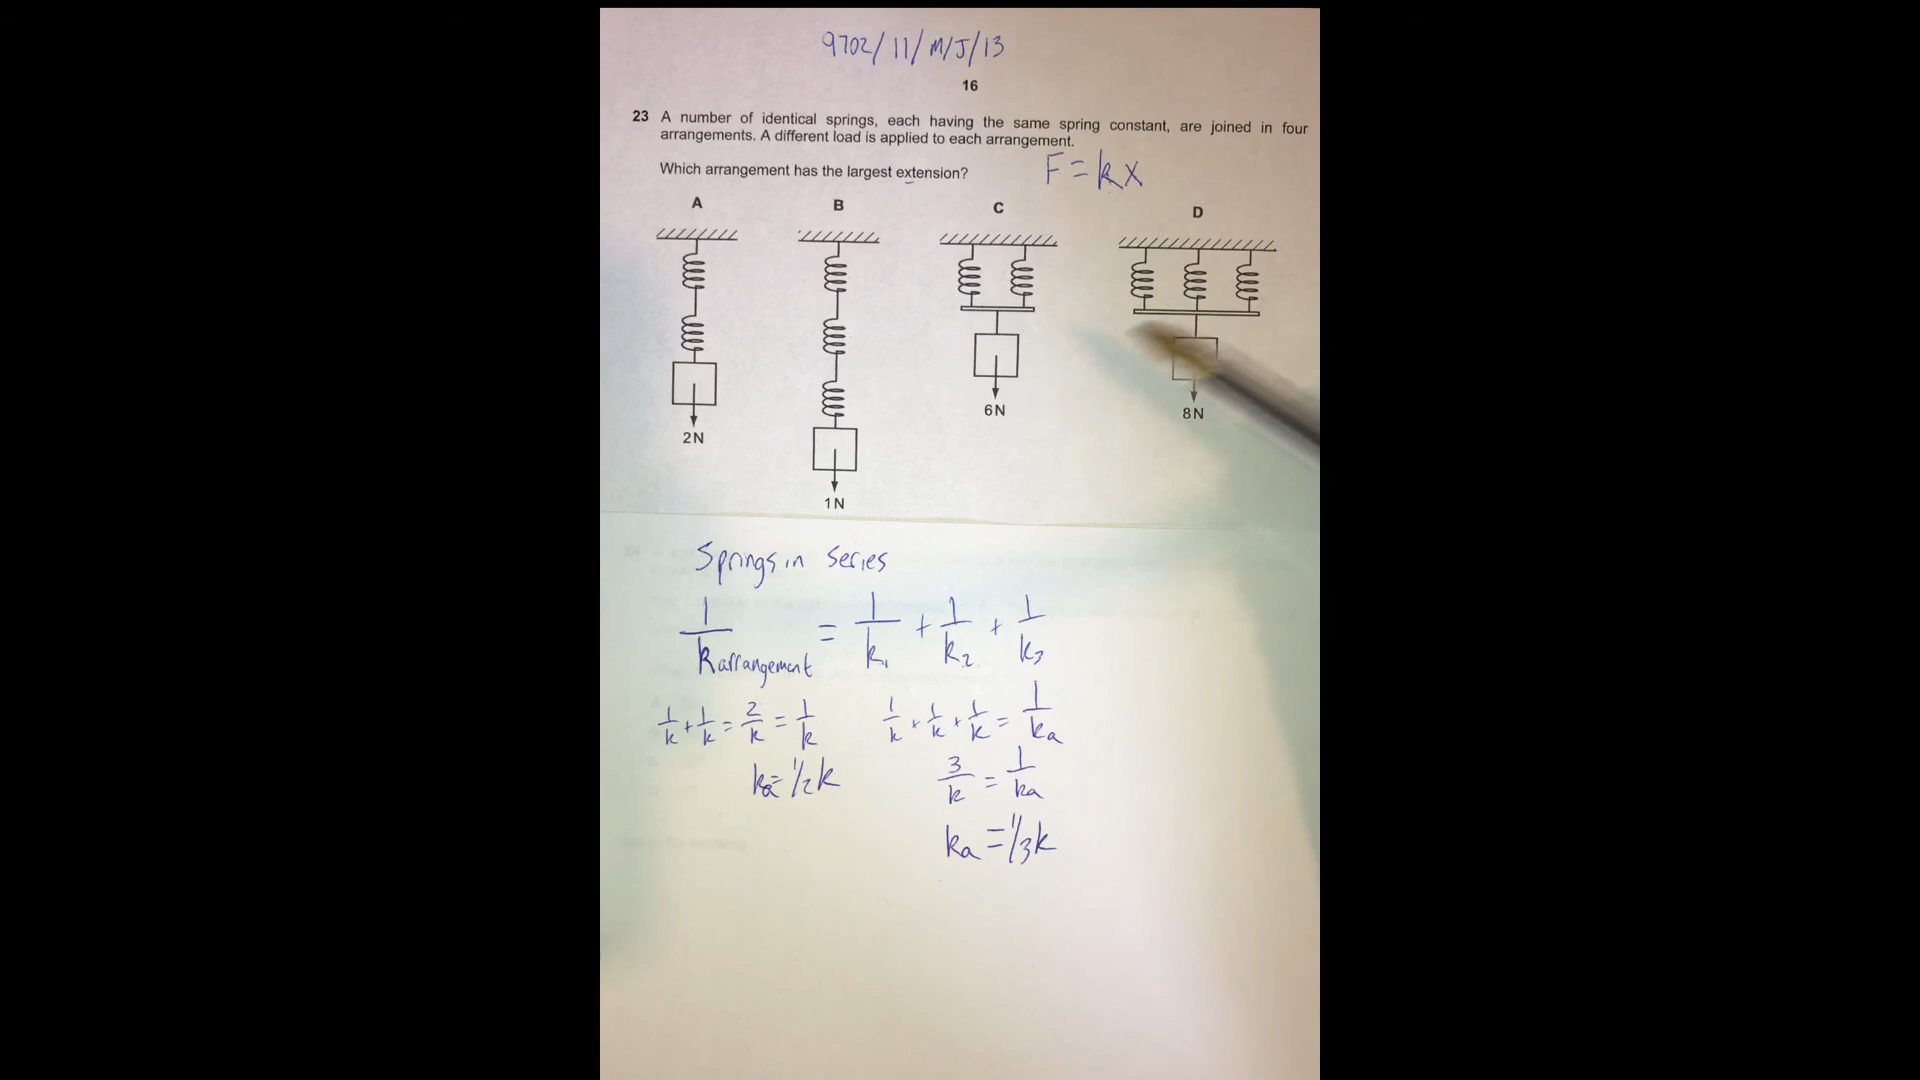 9702/11/M/J/13
16
23 A number of identical springs, each having the same spring constant, are joined in four
arrangements. A different load is applied to each arrangement.
Which arrangement has the largest extension?
F = kx
A B C D
6N
8N
2N
1N
Springs in series
1/k arrangement = 1/k1 + 1/k2 + 1/k3
1/k + 1/k = 2/k = 1/k
1/k + 1/k + 1/k = 1/ka
ka = 1/2 k
3/k = 1/ka
ka = 1/3 k